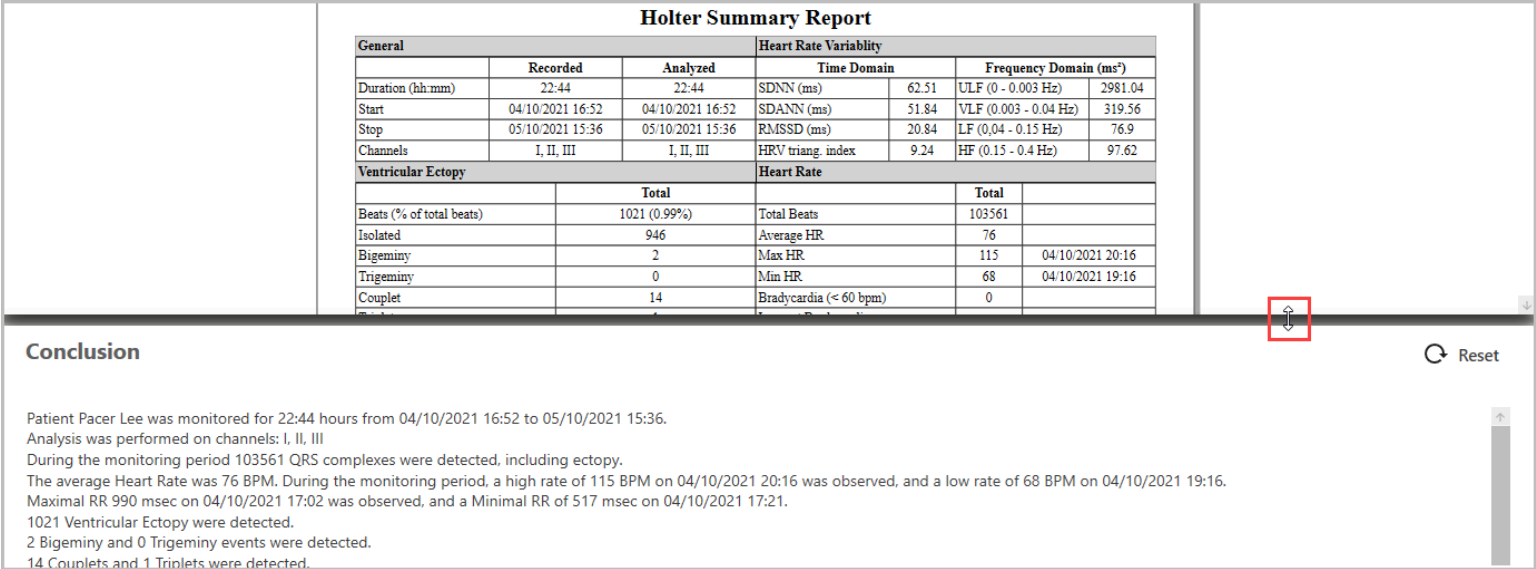 Holter Summary Report
General Heart Rate Variablity
Recorded Analyzed Time Domain Frequency Domain (ms²)
Duration (hh:mm) 22:44 22:44 SDNN (ms) 62.51 ULF (0 - 0.003 Hz) 2981.04
Start 04/10/2021 16:52 04/10/2021 16:52 SDANN (ms) 51.84 VLF (0.003 - 0.04 Hz) 319.56
Stop 05/10/2021 15:36 05/10/2021 15:36 RMSSD (ms) 20.84 LF (0,04 - 0.15 Hz) 76.9
Channels I, II, III I, II, III HRV triang. index 9.24 HF (0.15 - 0.4 Hz) 97.62
Ventricular Ectopy Heart Rate
Total Total
Beats (% of total beats) 1021 (0.99%) Total Beats 103561
Isolated 946 Average HR 76
Bigeminy 2 Max HR 115 04/10/2021 20:16
Trigeminy 0 Min HR 68 04/10/2021 19:16
Couplet 14 Bradycardia (< 60 bpm) 0
Conclusion
Reset
Patient Pacer Lee was monitored for 22:44 hours from 04/10/2021 16:52 to 05/10/2021 15:36.
Analysis was performed on channels: I, II, III
During the monitoring period 103561 QRS complexes were detected, including ectopy.
The average Heart Rate was 76 BPM. During the monitoring period, a high rate of 115 BPM on 04/10/2021 20:16 was observed, and a low rate of 68 BPM on 04/10/2021 19:16.
Maximal RR 990 msec on 04/10/2021 17:02 was observed, and a Minimal RR of 517 msec on 04/10/2021 17:21.
1021 Ventricular Ectopy were detected.
2 Bigeminy and 0 Trigeminy events were detected.
14 Couplets and 1 Triplets were detected.